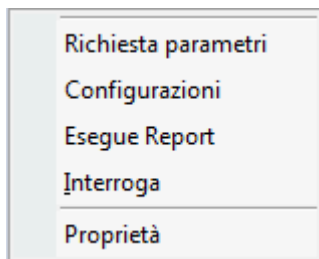 Richiesta parametri
Configurazioni
Esegue Report
Interroga
Proprietà